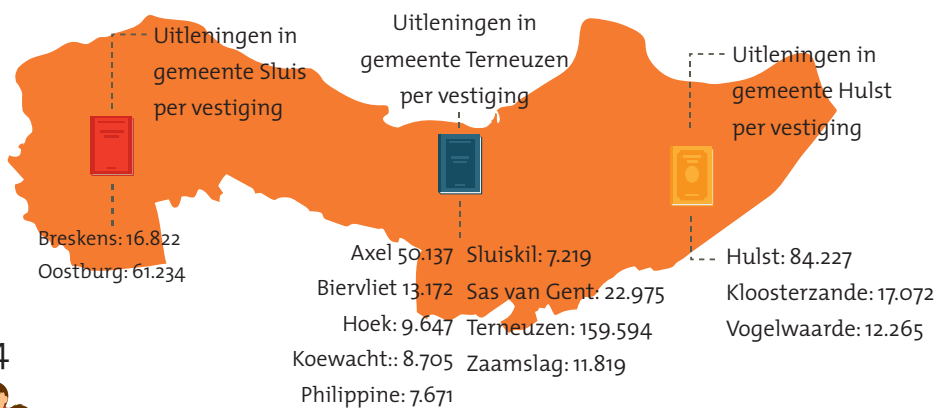 Uitleningen in
gemeente Sluis
per vestiging
Breskens: 16.822
Oostburg: 61.234
Uitleningen in
gemeente Terneuzen
per vestiging
Axel 50.137
Biervliet 13.172
Hoek: 9.647
Koewacht:: 8.705
Philippine: 7.671
Sluiskil: 7.219
Sas van Gent: 22.975
Terneuzen: 159.594
Zaamslag: 11.819
Uitleningen in
gemeente Hulst
per vestiging
Hulst: 84.227
Kloosterzande: 17.072
Vogelwaarde: 12.265
4